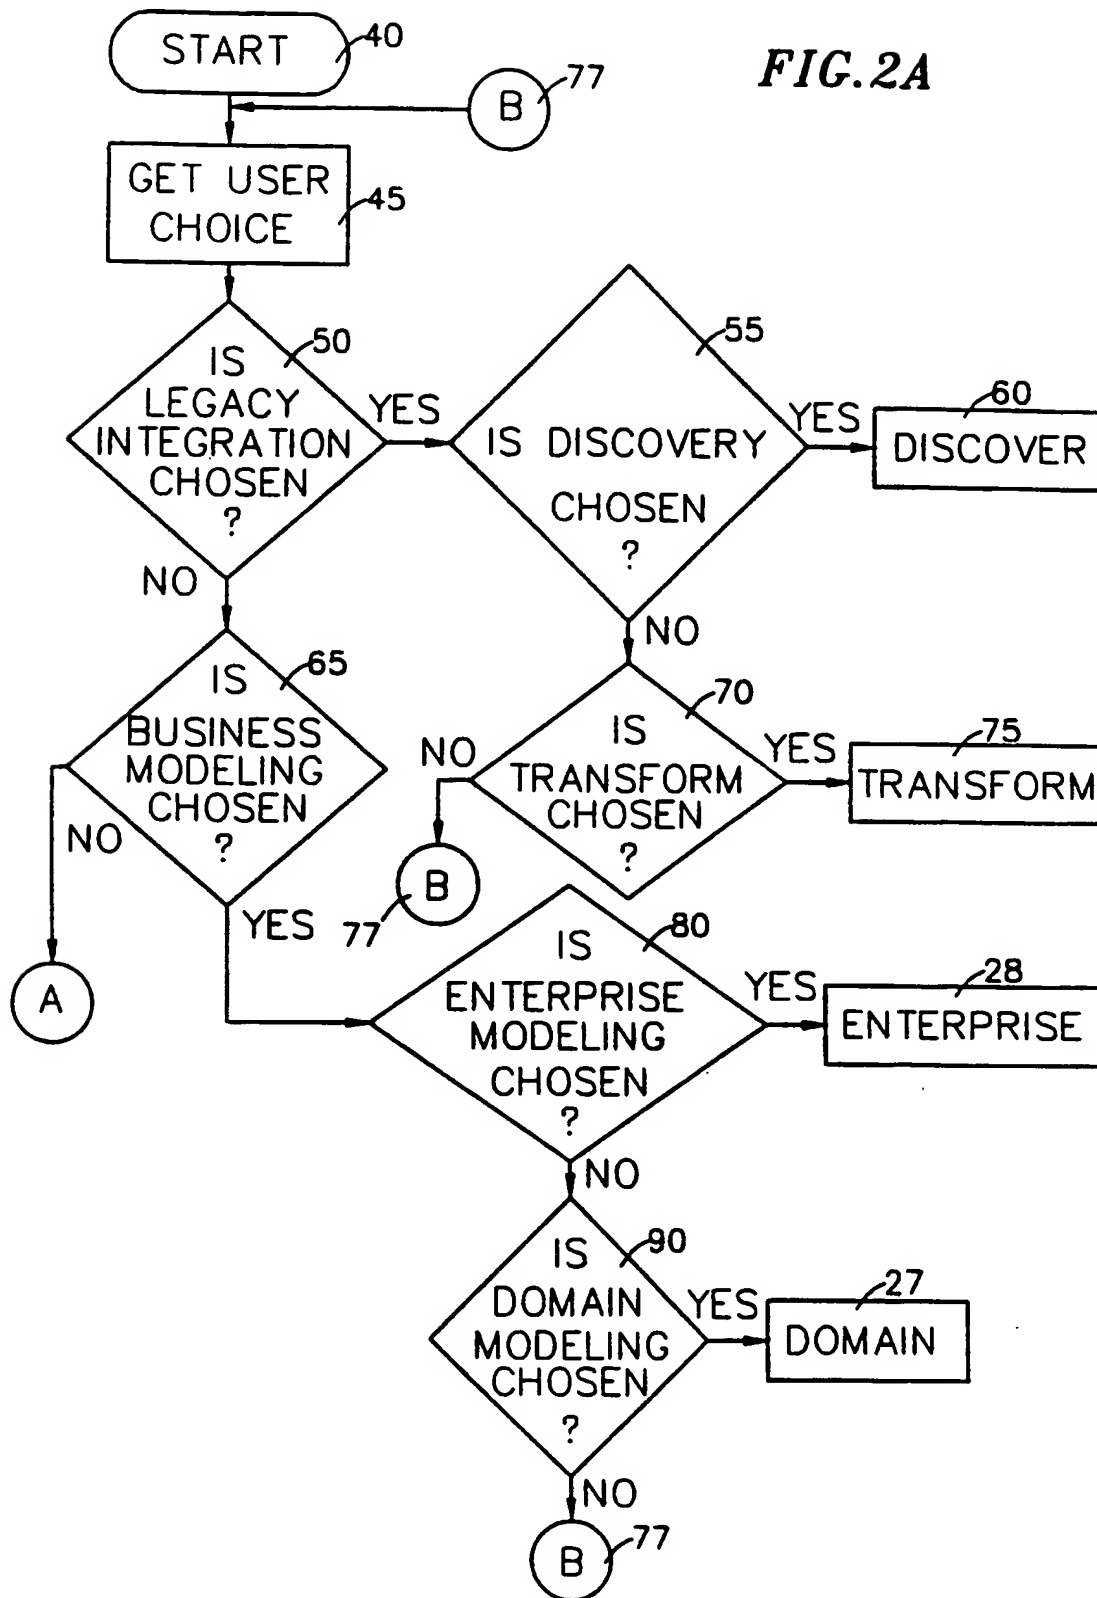 FIG.2A
START
40
B
77
GET USER
CHOICE
45
IS
LEGACY
INTEGRATION
CHOSEN
?
50
YES
NO
IS DISCOVERY
CHOSEN
?
55
YES
NO
DISCOVER
60
IS
BUSINESS
MODELING
CHOSEN
?
65
NO
YES
A
IS
TRANSFORM
CHOSEN
?
70
NO
YES
TRANSFORM
75
B
77
IS
ENTERPRISE
MODELING
CHOSEN
?
80
YES
NO
ENTERPRISE
28
IS
DOMAIN
MODELING
CHOSEN
?
90
YES
NO
DOMAIN
27
B
77